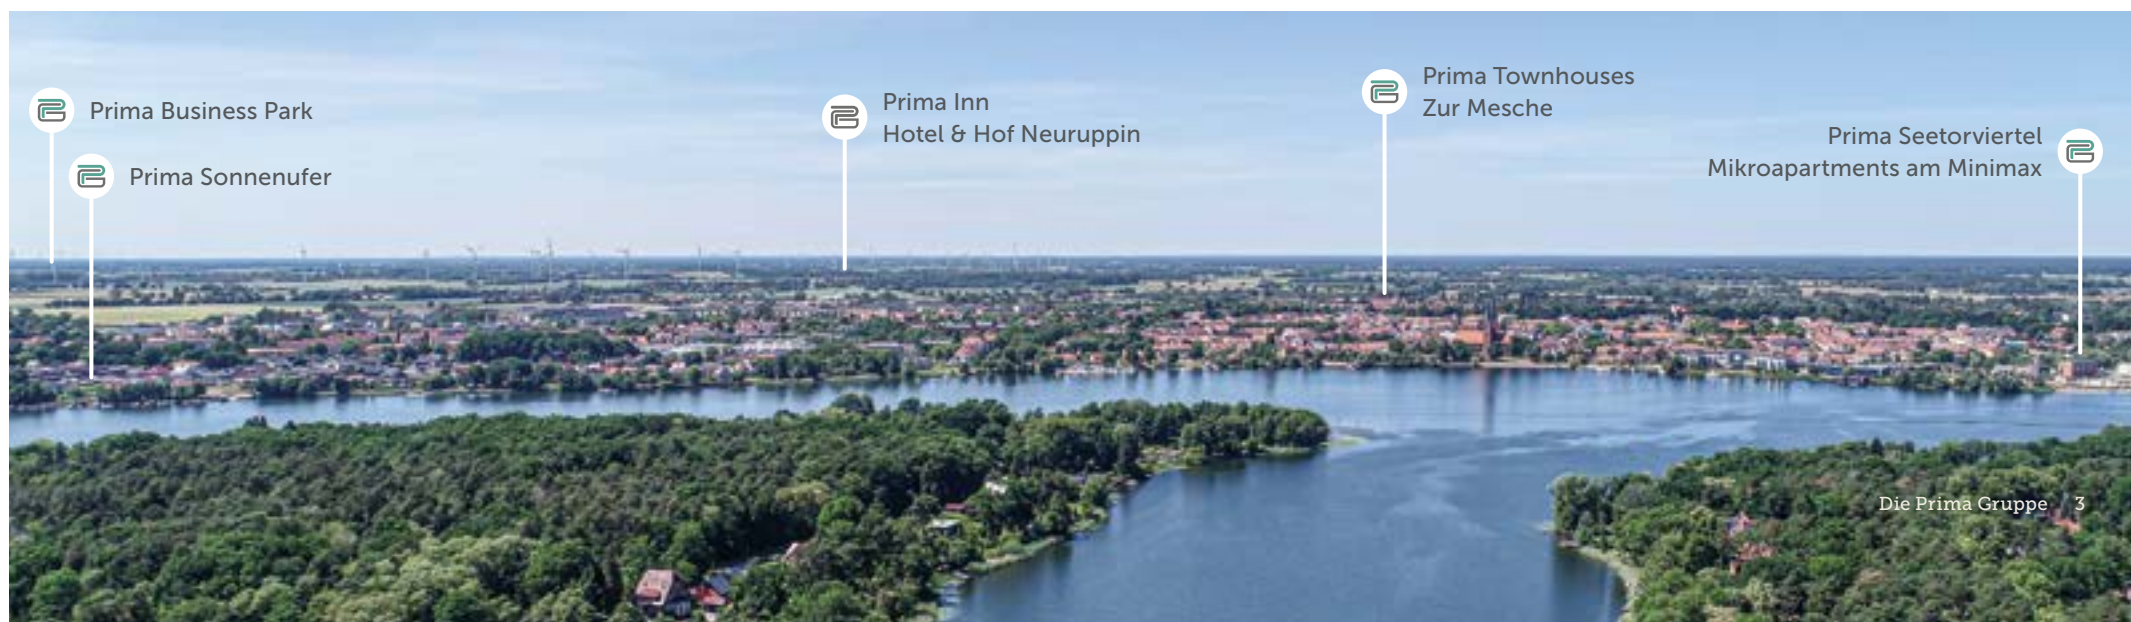 Prima Business Park
Prima Sonnenufer
Prima Inn
Hotel & Hof Neuruppin
Prima Townhouses
Zur Mesche
Prima Seetorviertel
Mikroapartments am Minimax
Die Prima Gruppe 3